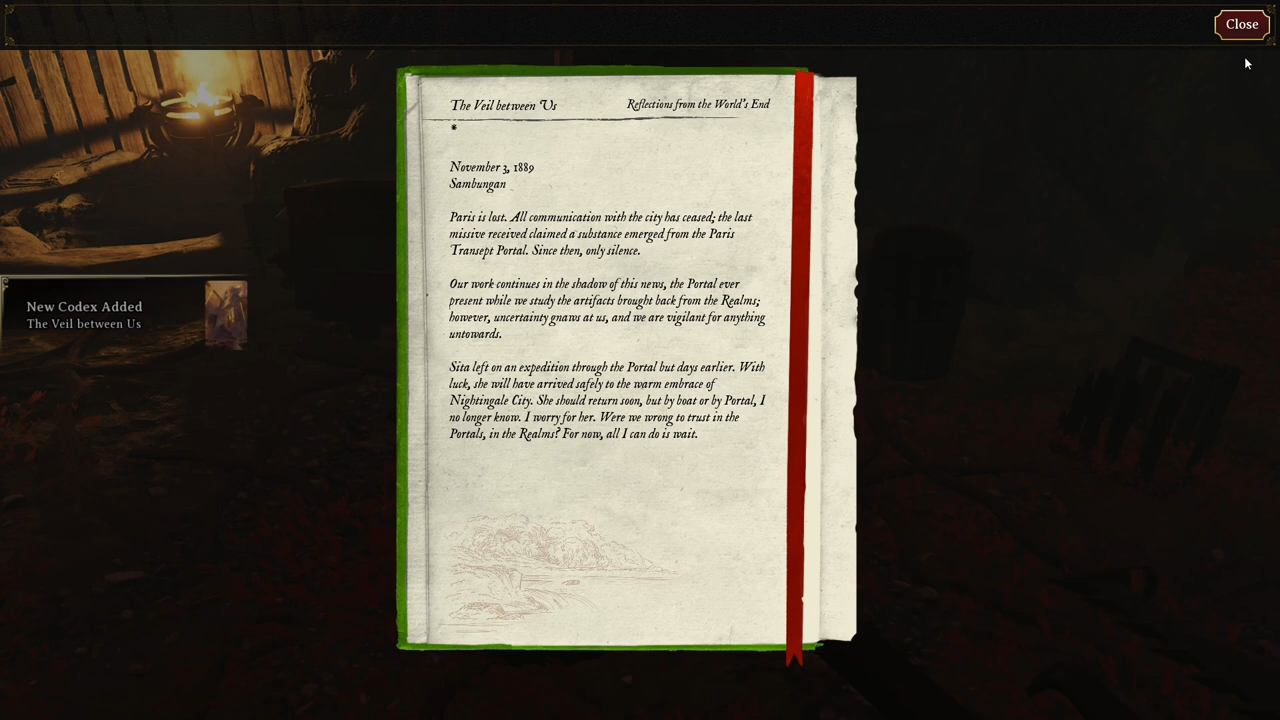 Close
The Veil between Us
Reflections from the World's End
*
November 3, 1889
Sambungan
Paris is lost. All communication with the city has ceased; the last
missive received claimed a substance emerged from the Paris
Transept Portal. Since then, only silence.
Our work continues in the shadow of this news, the Portal ever
present while we study the artifacts brought back from the Realms;
however, uncertainty gnaws at us, and we are vigilant for anything
untowards.
Sita left on an expedition through the Portal but days earlier. With
luck, she will have arrived safely to the warm embrace of
Nightingale City. She should return soon, but by boat or by Portal, I
no longer know. I worry for her. Were we wrong to trust in the
Portals, in the Realms? For now, all I can do is wait.
New Codex Added
The Veil between Us